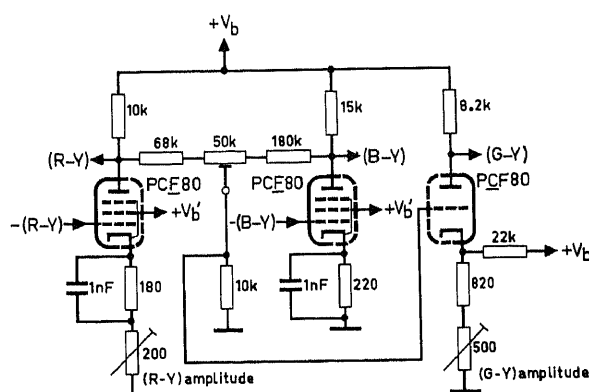 +Vb
10k
15k
8.2k
68k
50k
180k
(R–Y)
(B–Y)
(G–Y)
PCF80
PCF80
PCF80
+Vb'
+Vb'
–(R–Y)
–(B–Y)
22k
+Vb
1nF
180
10k
1nF
220
820
200
(R–Y)amplitude
500
(G–Y)amplitude